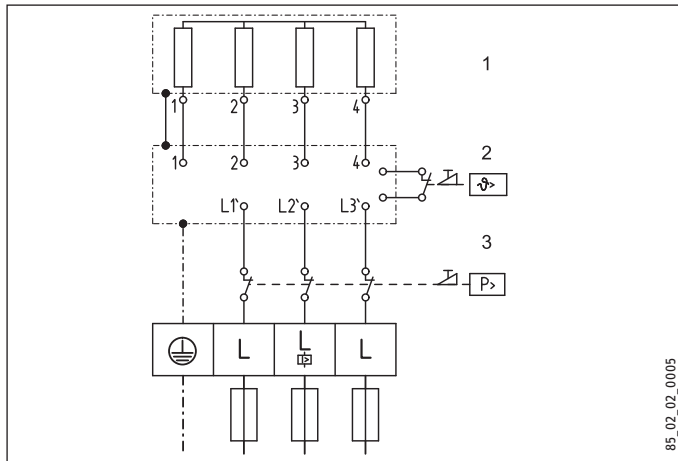 1
1 2 3 4
1 2 3 4
2
ϑ>
L1` L2` L3`
3
P>
L L L
I>
85_02_02_0005